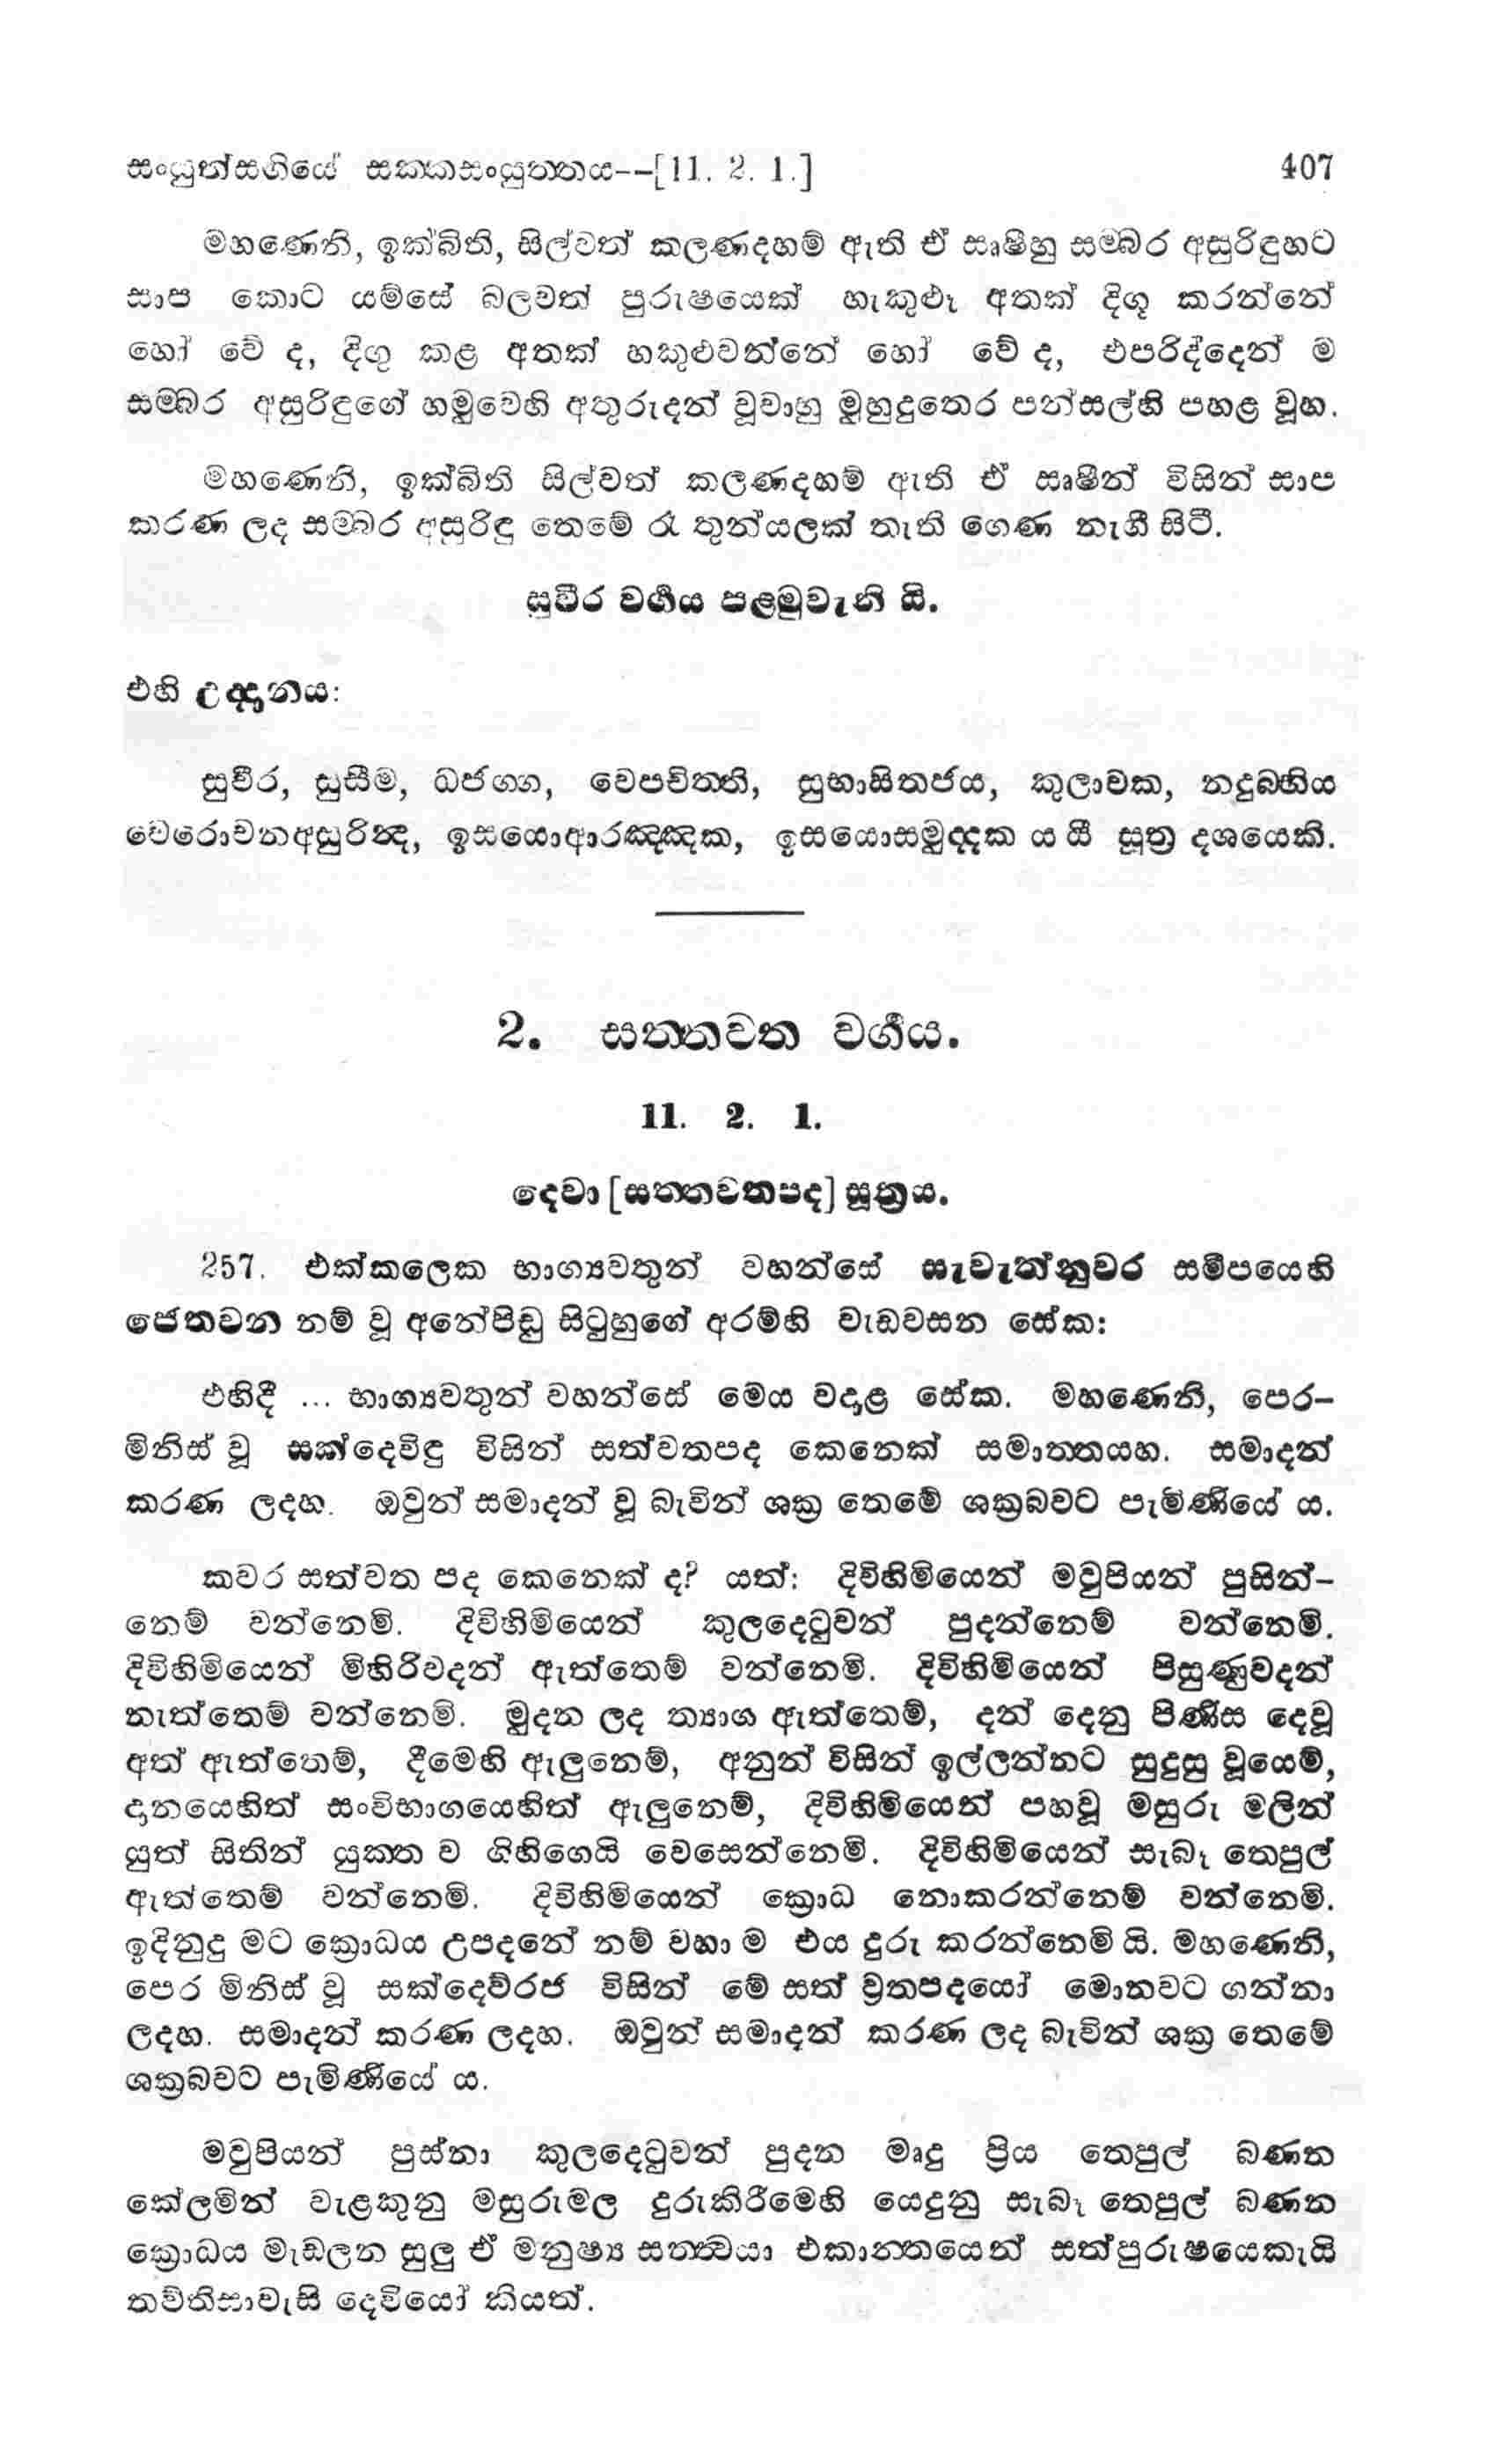 සංයුත්සඟියේ සක්කසංයුත්තය--[11. 2. 1.] 407
මහණෙනි, ඉක්බිති, සිල්වත් කලණදහම් ඇති ඒ ඍෂීහු සම්බර අසුරිඳුහට
සාප කොට යම්සේ බලවත් පුරුෂයෙක් හැකුළූ අතක් දිගූ කරන්නේ
හෝ වේ ද, දිගු කළ අතක් හකුළුවන්නේ හෝ වේ ද, එපරිද්දෙන් ම
සම්බර අසුරිඳුගේ හමුවෙහි අතුරුදන් වූවාහු මුහුදුතෙර පන්සල්හි පහළ වූහ.
මහණෙනි, ඉක්බිති සිල්වත් කලණදහම් ඇති ඒ ඍෂීන් විසින් සාප
කරණ ලද සම්බර අසුරිඳු තෙමේ රෑ තුන්යලක් තැති ගෙණ නැගී සිටී.
සුවීර වර්‍ගය පළමුවැනි යි.
එහි උද්දානය:
සුවීර, සුසීම, ධජග්ග, වෙපචිත්ති, සුභාසිතජය, කුලාවක, නදුබ්භිය
වෙරොචනඅසුරින්‍ද, ඉසයොආරඤ්ඤක, ඉසයොසමුද්දක ය යී සූත්‍ර දශයෙකි.
2. සත්තවත වර්‍ගය.
11. 2. 1.
දෙවා [සත්තවතපද] සූත්‍රය.
257. එක්කලෙක භාග්‍යවතුන් වහන්සේ සැවැත්නුවර සමීපයෙහි
ජෙතවන නම් වූ අනේපිඬු සිටුහුගේ අරම්හි වැඩවසන සේක:
එහිදී ... භාග්‍යවතුන් වහන්සේ මෙය වදාළ සේක. මහණෙනි, පෙර-
මිනිස් වූ සක්දෙවිඳු විසින් සත්වතපද කෙනෙක් සමාත්තයහ. සමාදන්
කරණ ලදහ. ඔවුන් සමාදන් වූ බැවින් ශක්‍ර තෙමේ ශක්‍රබවට පැමිණියේ ය.
කවර සත්වත පද කෙනෙක් ද? යත්: දිවිහිමියෙන් මවුපියන් පුසින්-
නෙම් වන්නෙමි. දිවිහිමියෙන් කුලදෙටුවන් පුදන්නෙම් වන්නෙමි.
දිවිහිමියෙන් මිහිරිවදන් ඇත්තෙම් වන්නෙමි. දිවිහිමියෙන් පිසුණුවදන්
නැත්තෙම් වන්නෙමි. මුදන ලද ත්‍යාග ඇත්තෙම්, දන් දෙනු පිණිස දෙවූ
අත් ඇත්තෙම්, දීමෙහි ඇලුනෙම්, අනුන් විසින් ඉල්ලන්නට සුදුසු වූයෙම්,
දානයෙහිත් සංවිභාගයෙහිත් ඇලුනෙම්, දිවිහිමියෙන් පහවූ මසුරු මලින්
යුත් සිතින් යුක්ත ව ගිහිගෙයි වෙසෙන්නෙමි. දිවිහිමියෙන් සැබෑ තෙපුල්
ඇත්තෙම් වන්නෙමි. දිවිහිමියෙන් ක්‍රොධ නොකරන්නෙම් වන්නෙමි.
ඉදිනුදු මට ක්‍රොධය උපදනේ නම් වහා ම එය දුරු කරන්නෙමි යි. මහණෙනි,
පෙර මිනිස් වූ සක්දෙව්රජ විසින් මේ සත් ව්‍රතපදයෝ මොනවට ගන්නා
ලදහ. සමාදන් කරණ ලදහ. ඔවුන් සමාදන් කරණ ලද බැවින් ශක්‍ර තෙමේ
ශක්‍රබවට පැමිණියේ ය.
මවුපියන් පුස්නා කුලදෙටුවන් පුදන මෘදු ප්‍රිය තෙපුල් බණන
කේලමින් වැළකුනු මසුරුමල දුරුකිරීමෙහි යෙදුනු සැබෑ තෙපුල් බණන
ක්‍රොධය මැඩලන සුලු ඒ මනුෂ්‍ය සත්ත්‍වයා එකාන්තයෙන් සත්පුරුෂයෙකැයි
තව්තිසාවැසි දෙවියෝ කියත්.